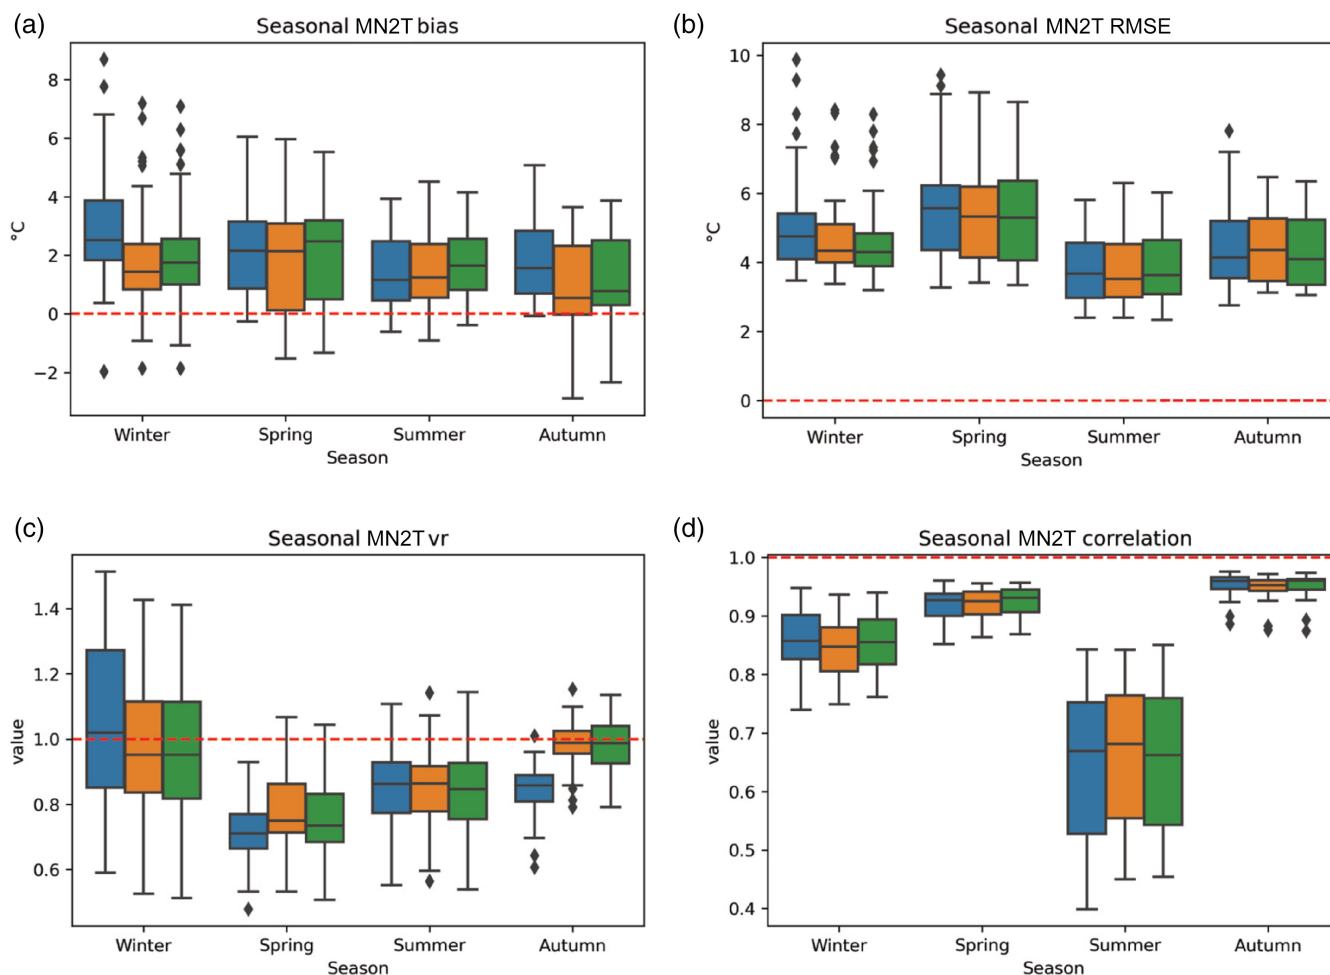 (a)
Seasonal MN2T bias
8
6
4
2
0
−2
°C
Winter Spring Summer Autumn
Season
(b)
Seasonal MN2T RMSE
10
8
6
4
2
0
°C
Winter Spring Summer Autumn
Season
(c)
Seasonal MN2T vr
1.4
1.2
1.0
0.8
0.6
value
Winter Spring Summer Autumn
Season
(d)
Seasonal MN2T correlation
1.0
0.9
0.8
0.7
0.6
0.5
0.4
value
Winter Spring Summer Autumn
Season